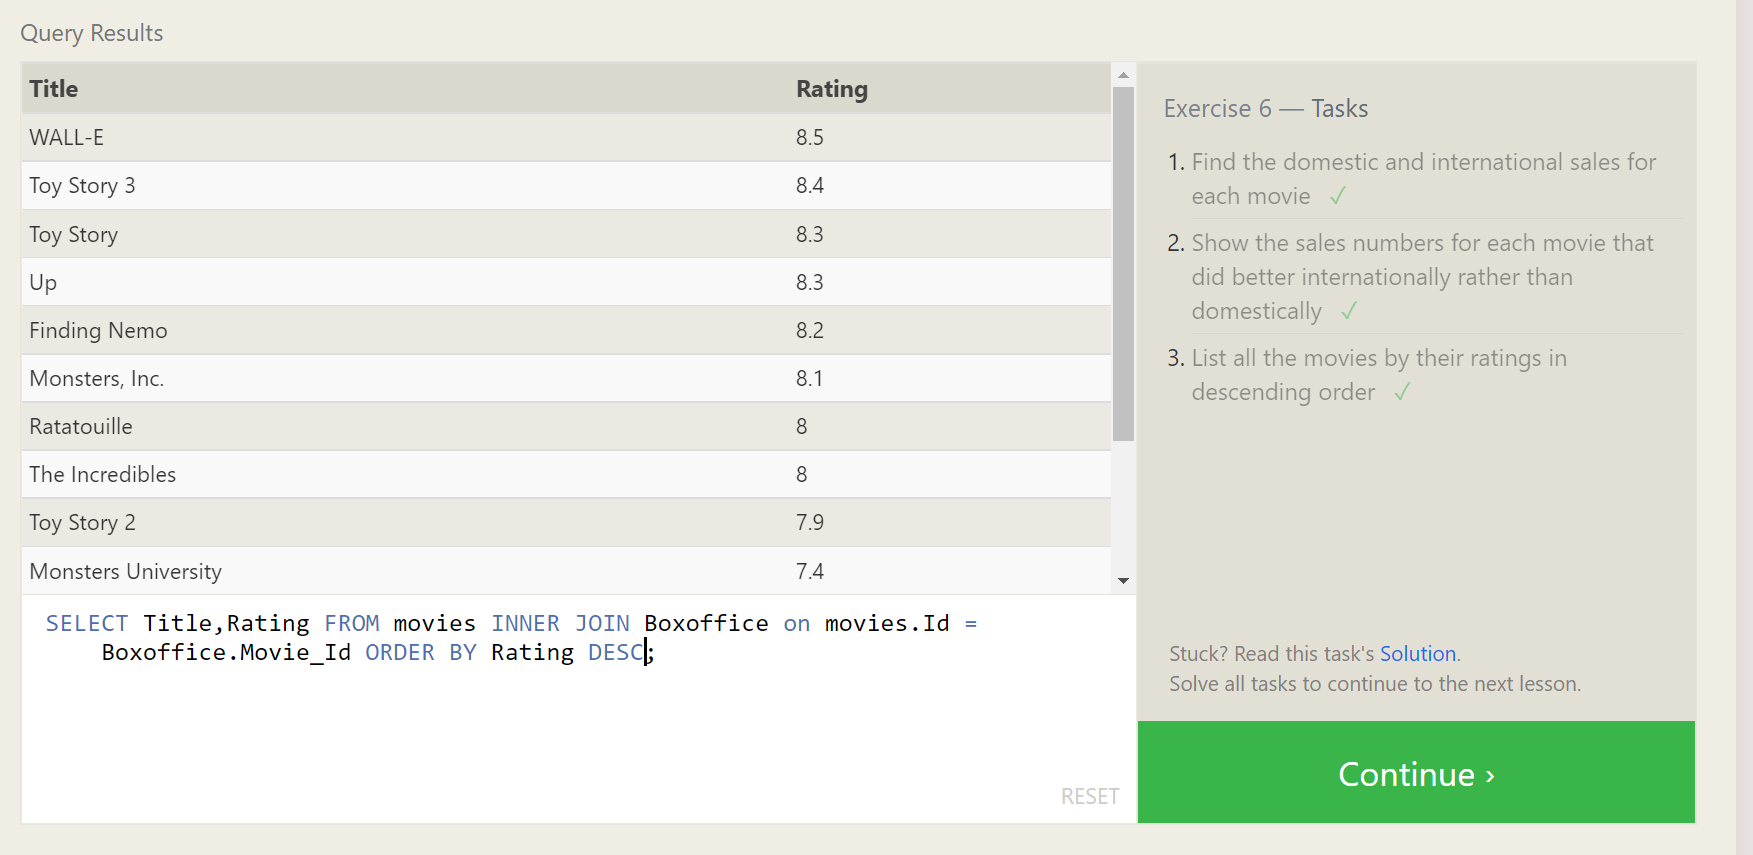 Query Results
Title Rating
WALL-E 8.5
Toy Story 3 8.4
Toy Story 8.3
Up 8.3
Finding Nemo 8.2
Monsters, Inc. 8.1
Ratatouille 8
The Incredibles 8
Toy Story 2 7.9
Monsters University 7.4
SELECT Title,Rating FROM movies INNER JOIN Boxoffice on movies.Id =
Boxoffice.Movie_Id ORDER BY Rating DESC;
RESET
Exercise 6 — Tasks
1. Find the domestic and international sales for
each movie ✓
2. Show the sales numbers for each movie that
did better internationally rather than
domestically ✓
3. List all the movies by their ratings in
descending order ✓
Stuck? Read this task's Solution.
Solve all tasks to continue to the next lesson.
Continue ›